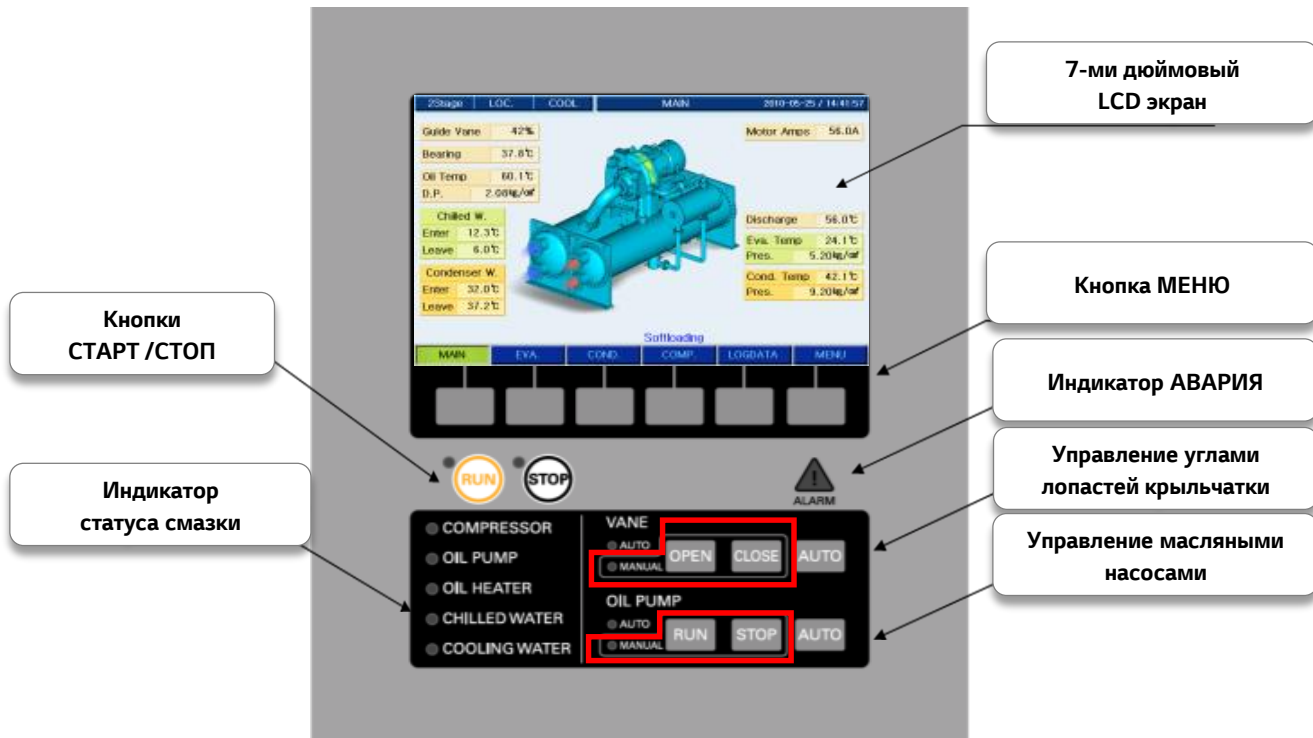 7-ми дюймовый
LCD экран
2Stage LOC. COOL MAIN 2010-05-25 / 14:41:57
Guide Vane 42%
Motor Amps 56.0A
Bearing 37.8℃
Oil Temp 60.1℃
D.P. 2.08kg/㎠
Chilled W.
Enter 12.3℃
Leave 6.0℃
Condenser W.
Enter 32.0℃
Leave 37.2℃
Discharge 56.0℃
Eva. Temp 24.1℃
Pres. 5.20kg/㎠
Cond. Temp 42.1℃
Pres. 9.20kg/㎠
Softloading
MAIN EVA. COND. COMP. LOGDATA MENU
Кнопка МЕНЮ
Кнопки
СТАРТ /СТОП
Индикатор АВАРИЯ
RUN STOP
ALARM
Индикатор
статуса смазки
Управление углами
лопастей крыльчатки
Управление масляными
насосами
COMPRESSOR
OIL PUMP
OIL HEATER
CHILLED WATER
COOLING WATER
VANE
AUTO
MANUAL
OPEN CLOSE AUTO
OIL PUMP
AUTO
MANUAL
RUN STOP AUTO